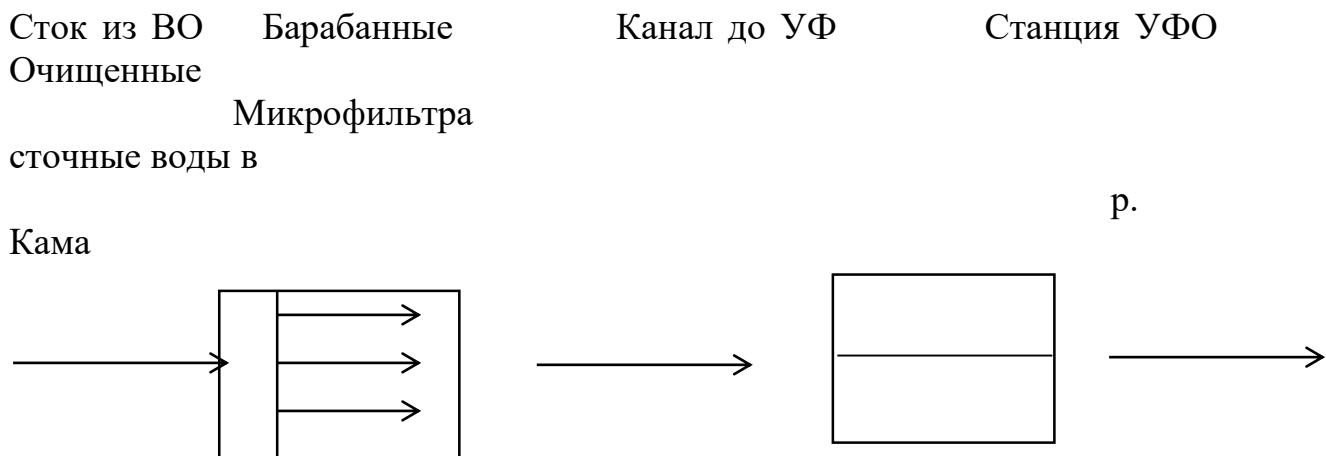 Сток из ВО Барабанные Канал до УФ Станция УФО
Очищенные
Микрофильтра
сточные воды в
р.
Кама